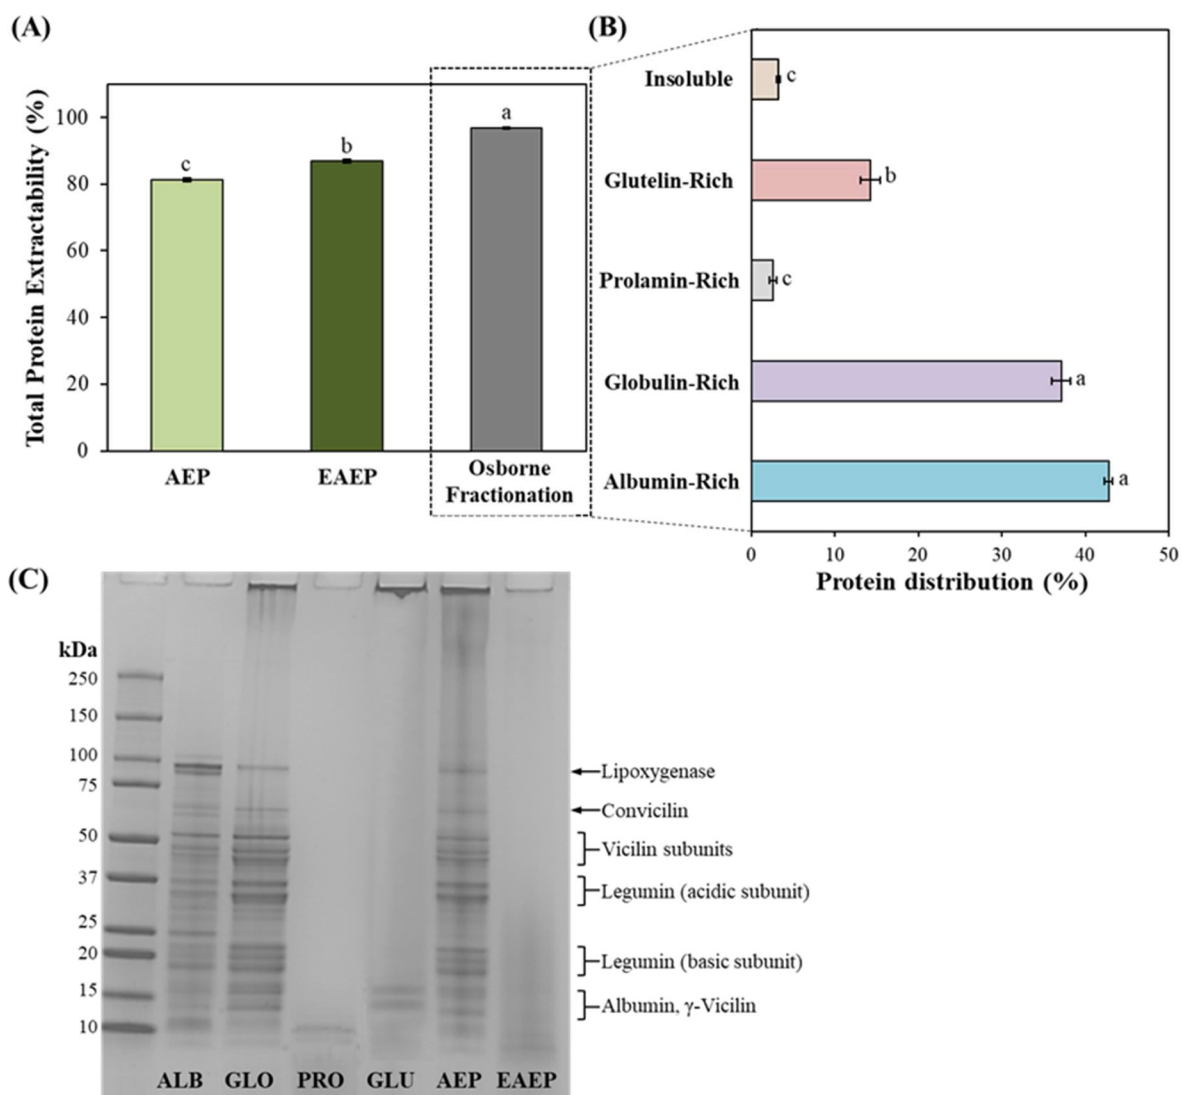 (A)
Total Protein Extractability (%)
100
80
60
40
20
0
c
b
a
AEP
EAEP
Osborne
Fractionation
(B)
Insoluble
c
Glutelin-Rich
b
Prolamin-Rich
c
Globulin-Rich
a
Albumin-Rich
a
0 10 20 30 40 50
Protein distribution (%)
(C)
kDa
250
150
100
75
50
37
25
20
15
10
Lipoxygenase
Convicilin
Vicilin subunits
Legumin (acidic subunit)
Legumin (basic subunit)
Albumin, γ-Vicilin
ALB GLO PRO GLU AEP EAEP